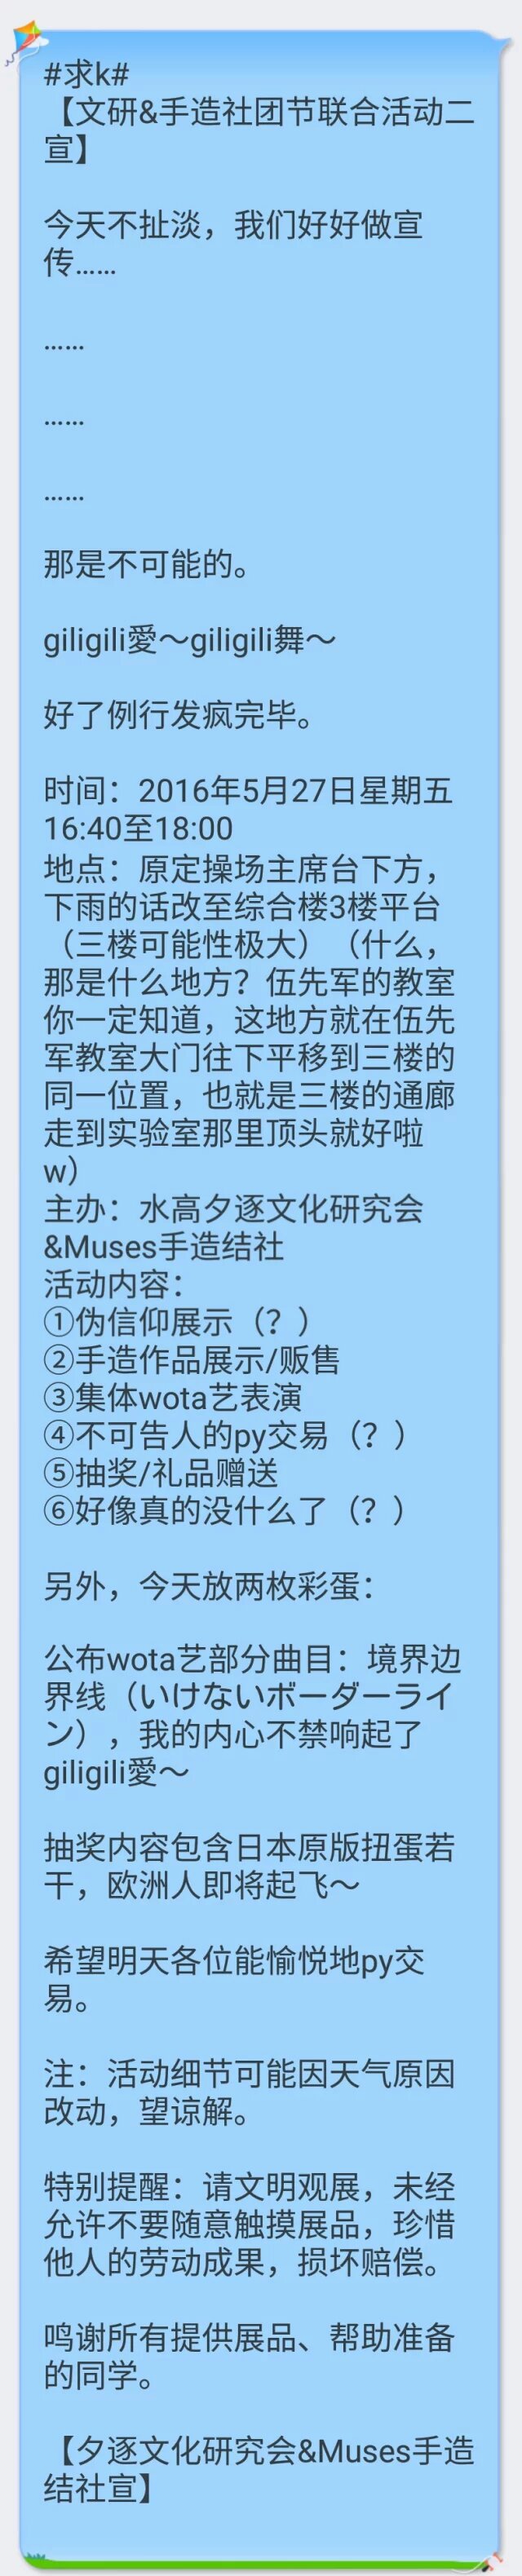 #求k#
【文研&手造社团节联合活动二
宣】
今天不扯淡，我们好好做宣
传……
……
……
……
那是不可能的。
giligili愛～giligili舞～
好了例行发疯完毕。
时间：2016年5月27日星期五
16:40至18:00
地点：原定操场主席台下方，
下雨的话改至综合楼3楼平台
（三楼可能性极大）（什么，
那是什么地方？伍先军的教室
你一定知道，这地方就在伍先
军教室大门往下平移到三楼的
同一位置，也就是三楼的通廊
走到实验室那里顶头就好啦
w）
主办：水高夕逐文化研究会
&Muses手造结社
活动内容：
①伪信仰展示（？）
②手造作品展示/贩售
③集体wota艺表演
④不可告人的py交易（？）
⑤抽奖/礼品赠送
⑥好像真的没什么了（？）
另外，今天放两枚彩蛋：
公布wota艺部分曲目：境界边
界线（いけないボーダーライ
ン），我的内心不禁响起了
giligili愛～
抽奖内容包含日本原版扭蛋若
干，欧洲人即将起飞～
希望明天各位能愉悦地py交
易。
注：活动细节可能因天气原因
改动，望谅解。
特别提醒：请文明观展，未经
允许不要随意触摸展品，珍惜
他人的劳动成果，损坏赔偿。
鸣谢所有提供展品、帮助准备
的同学。
【夕逐文化研究会&Muses手造
结社宣】